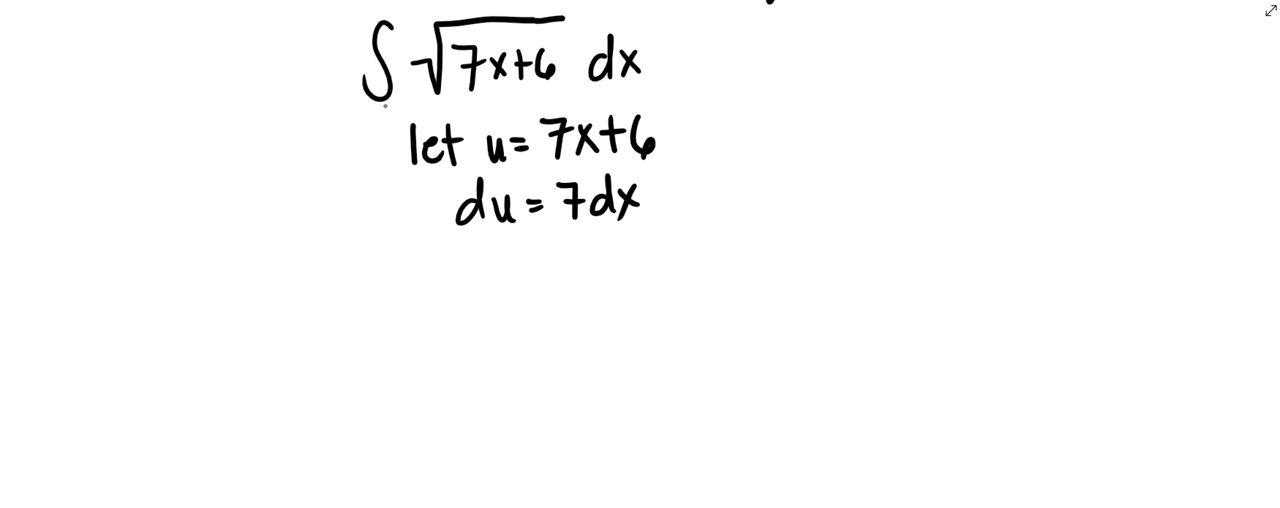 ∫ √7x+6 dx
let u= 7x+6
du = 7dx